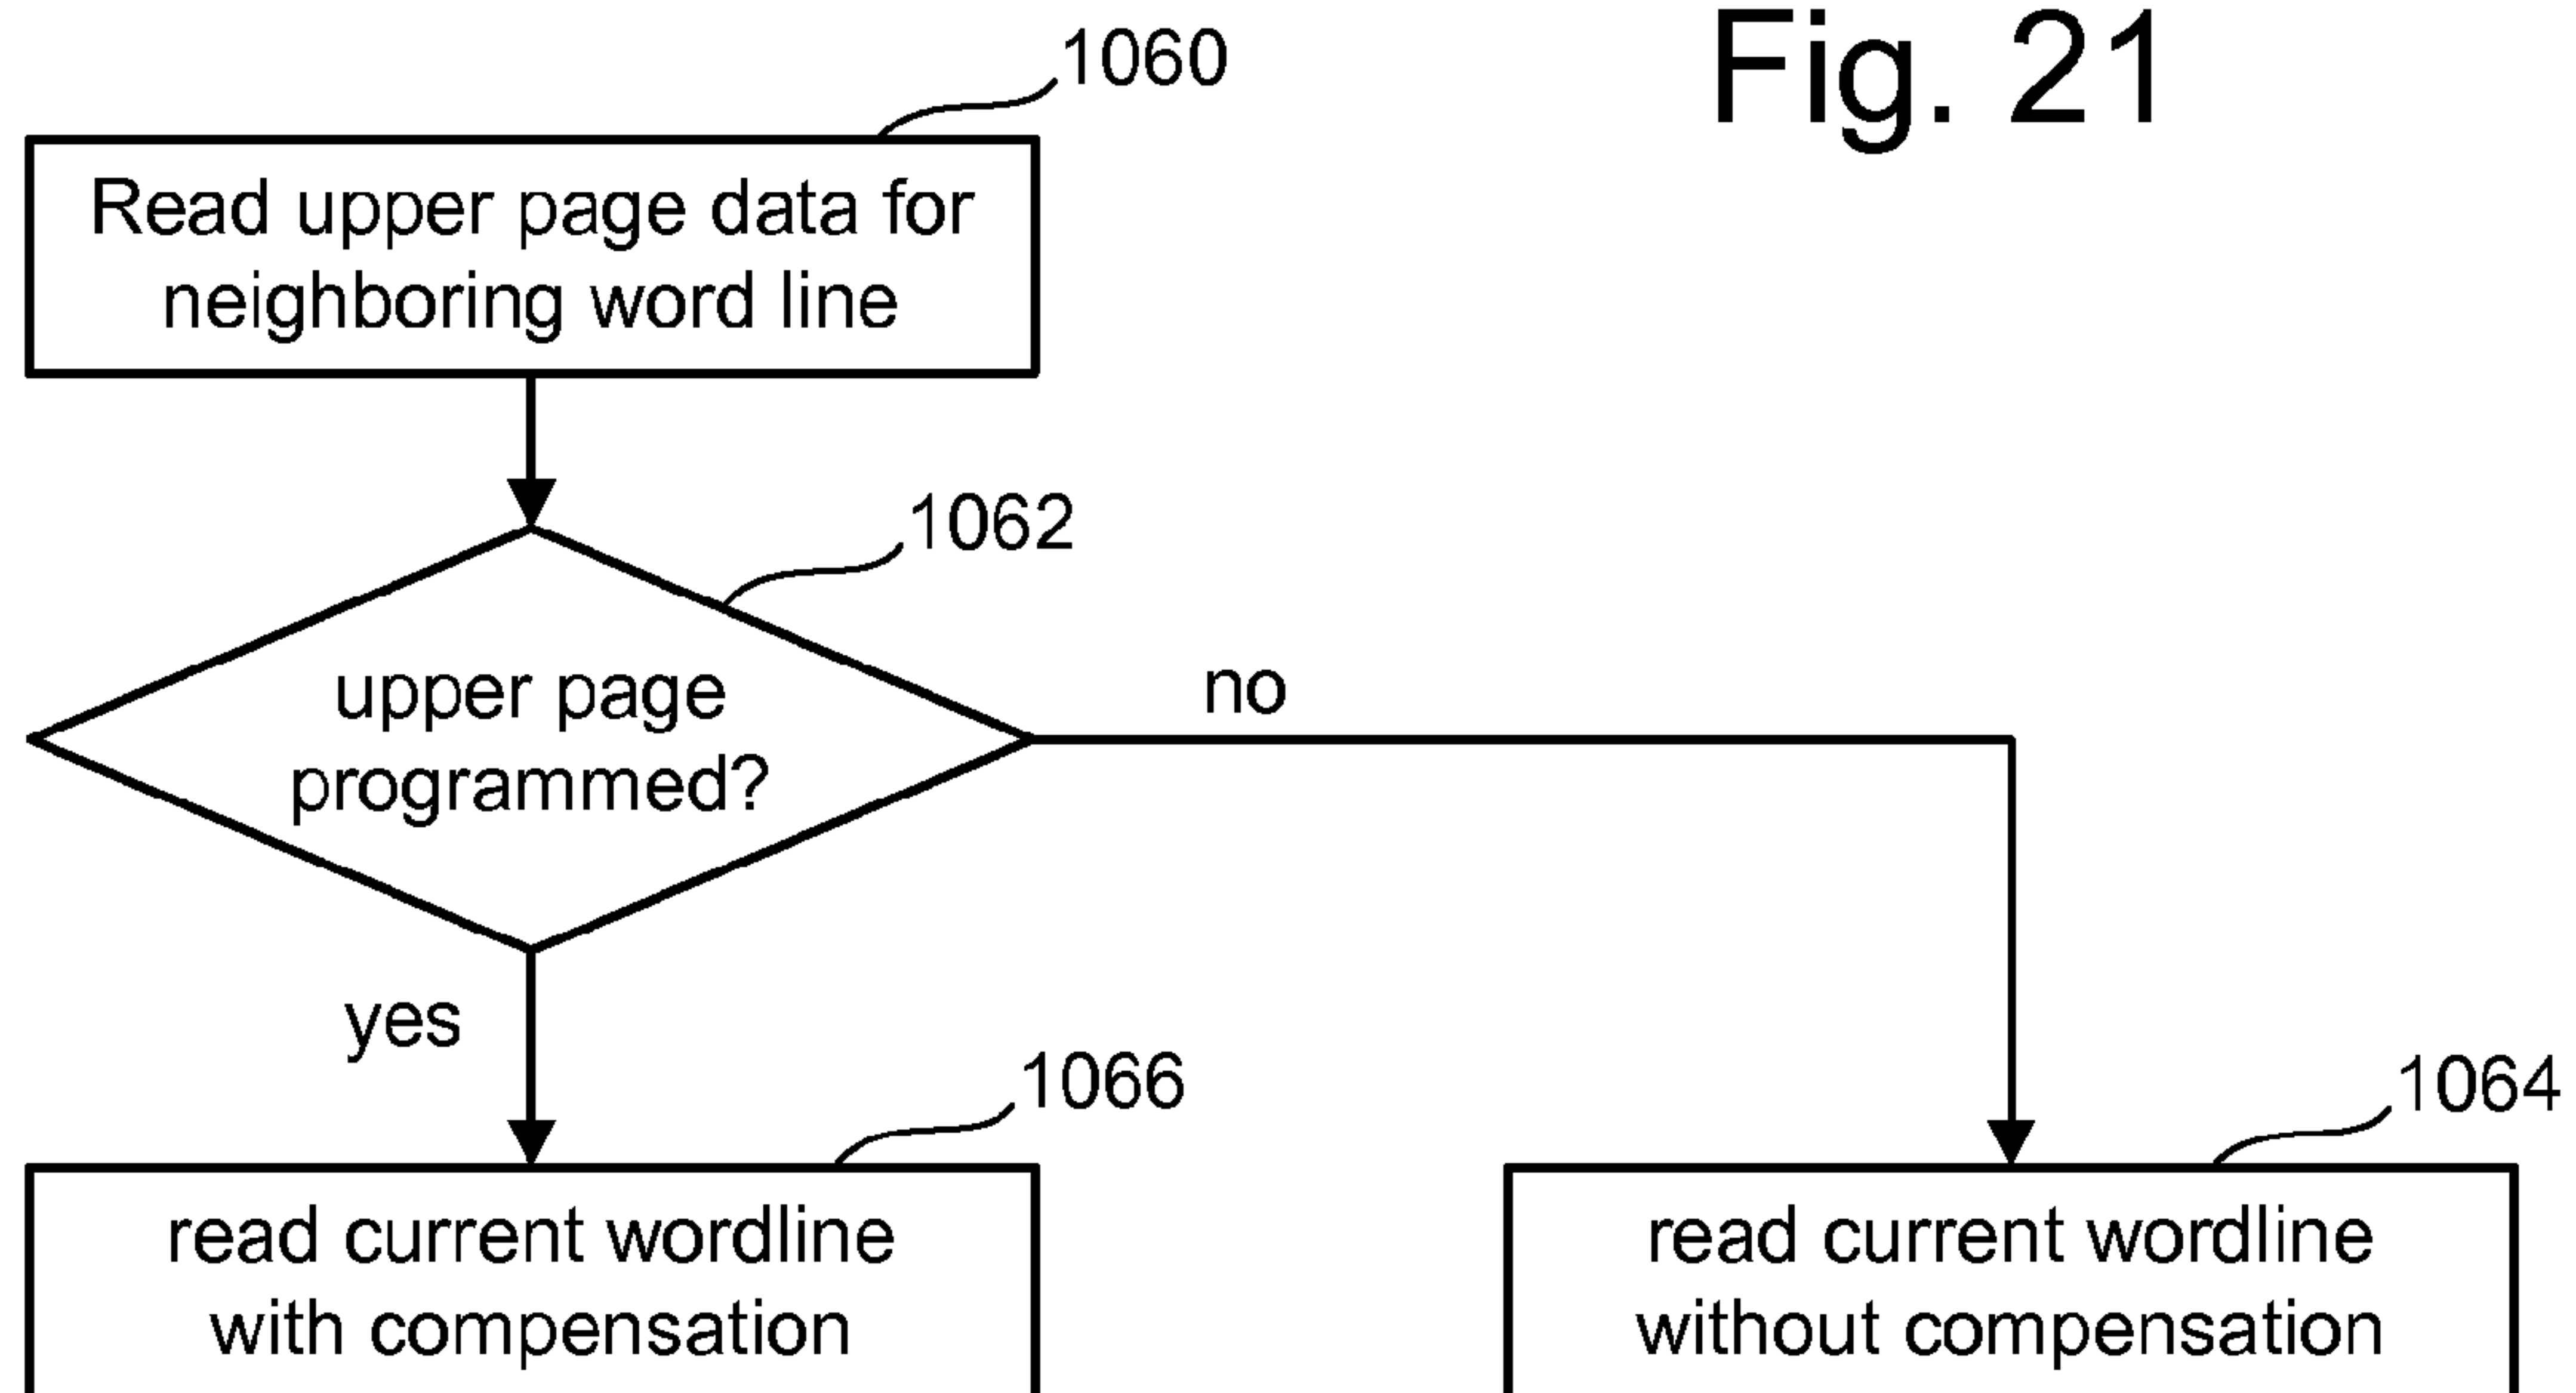 Fig. 21
1060
Read upper page data for
neighboring word line
1062
upper page
programmed?
no
yes
1066
read current wordline
with compensation
1064
read current wordline
without compensation